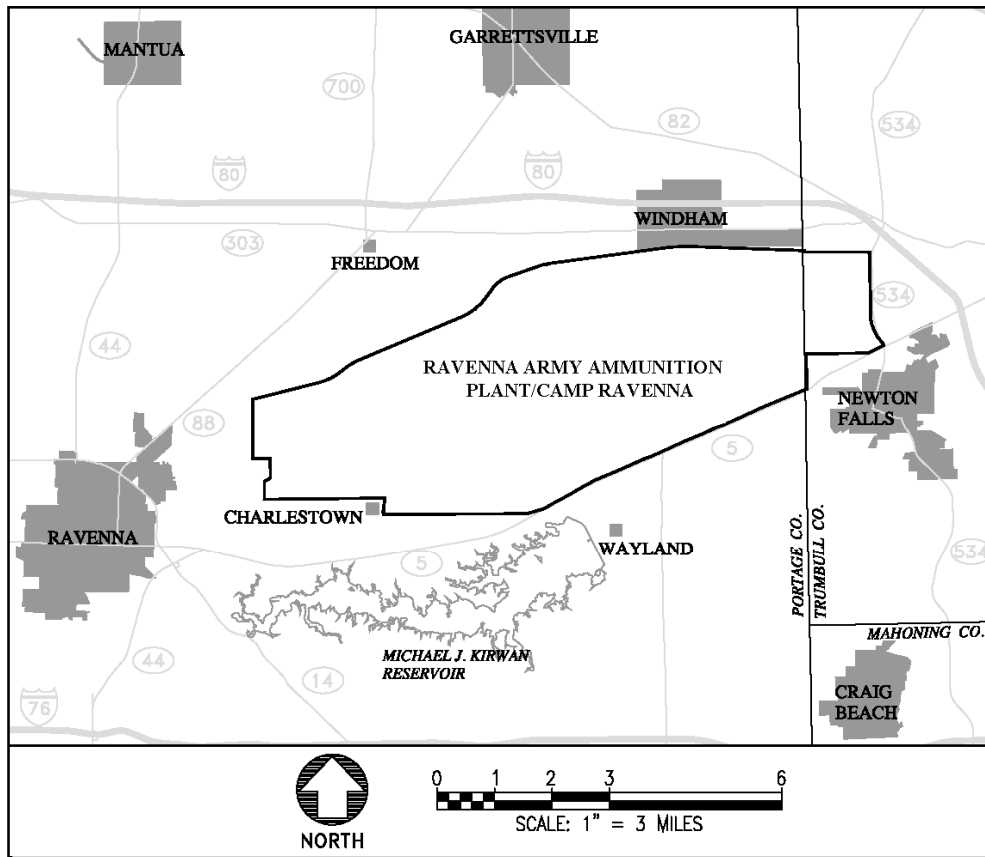 GARRETTSVILLE
MANTUA
700
82
534
80
80
WINDHAM
303
FREEDOM
534
44
RAVENNA ARMY AMMUNITION
PLANT/CAMP RAVENNA
NEWTON
FALLS
88
5
CHARLESTOWN
RAVENNA
WAYLAND
5
534
PORTAGE CO.
TRUMBULL CO.
MAHONING CO.
MICHAEL J. KIRWAN
RESERVOIR
44
14
76
CRAIG
BEACH
0 1 2 3 6
SCALE: 1" = 3 MILES
NORTH